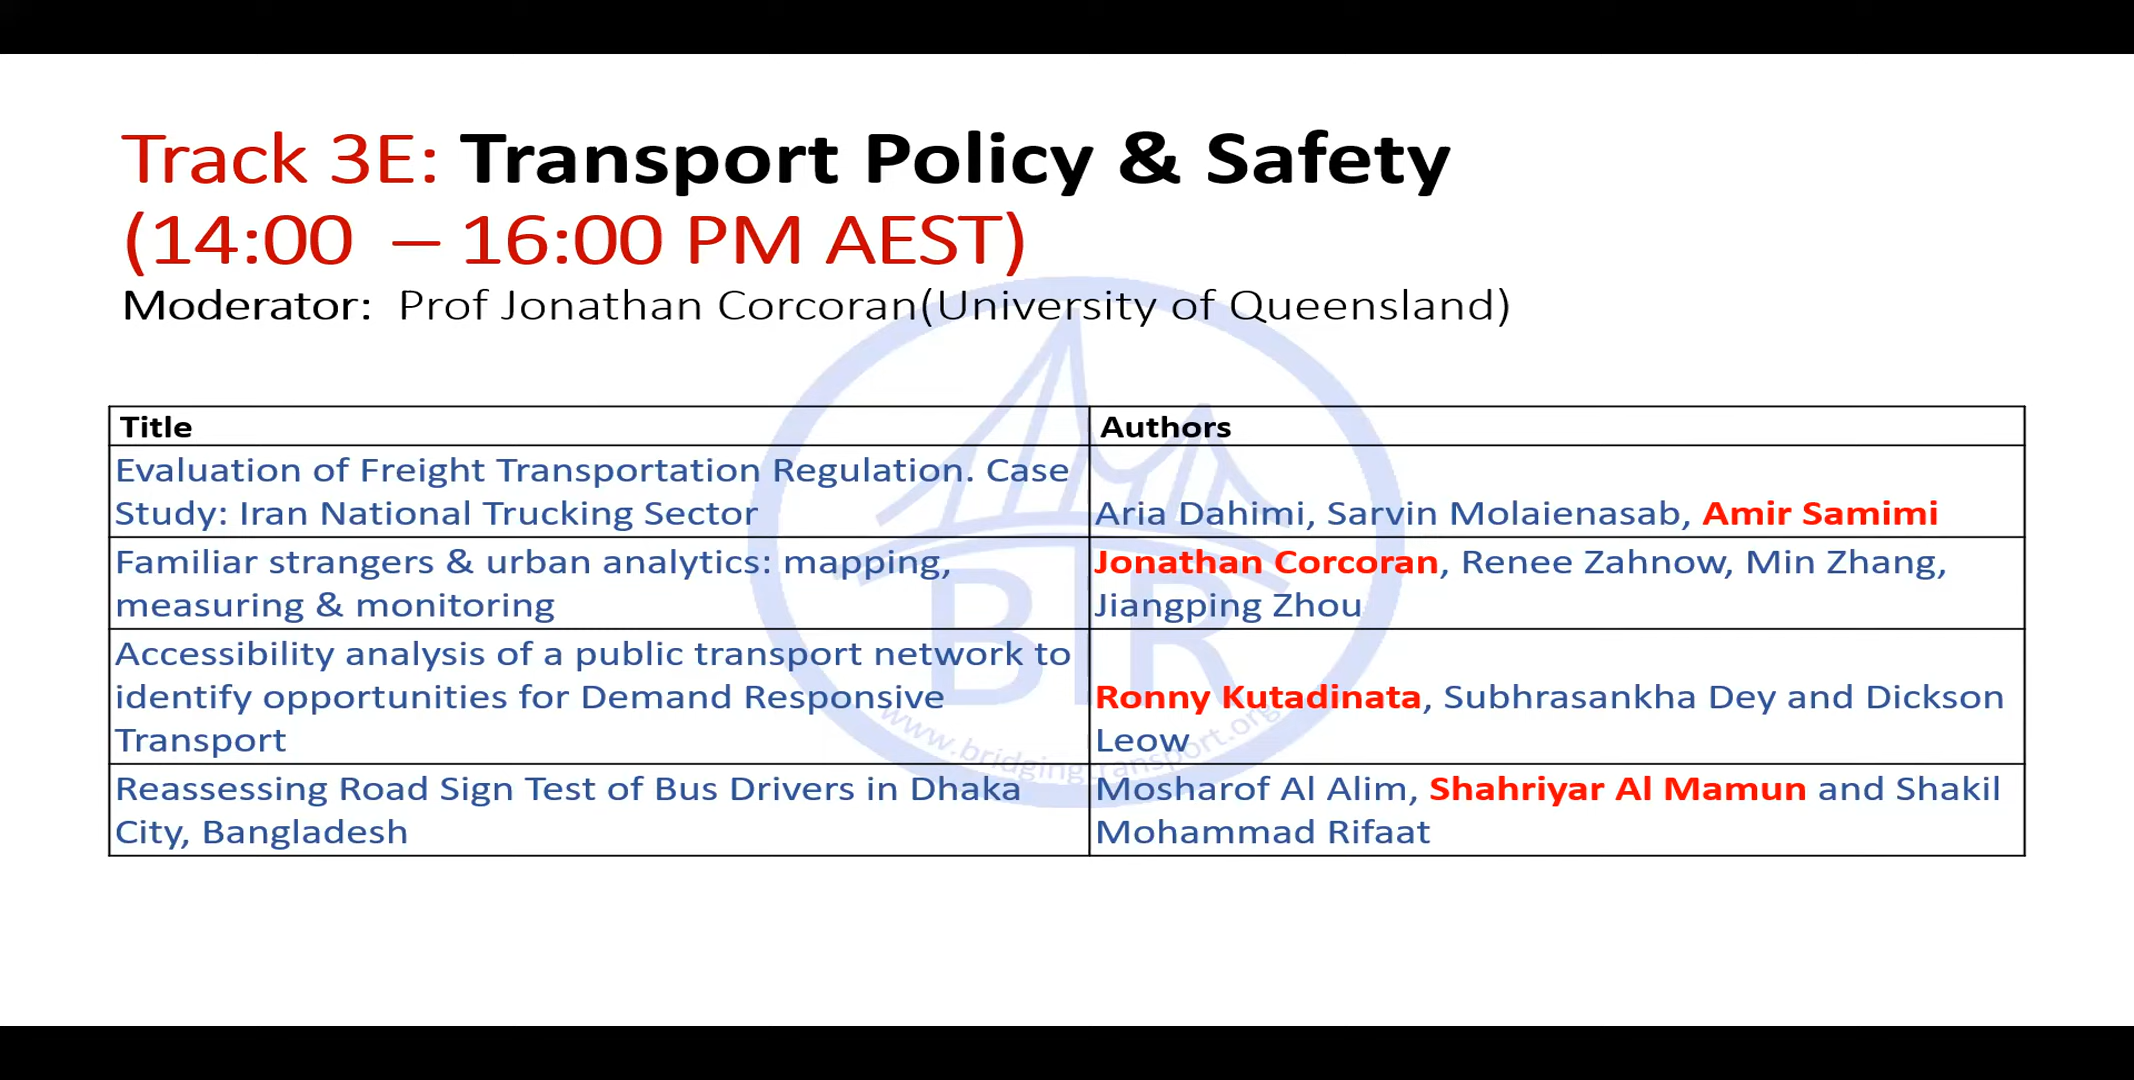 Track 3E: Transport Policy & Safety
(14:00 – 16:00 PM AEST)
Moderator: Prof Jonathan Corcoran(University of Queensland)
Title
Authors
Evaluation of Freight Transportation Regulation. Case
Study: Iran National Trucking Sector
Aria Dahimi, Sarvin Molaienasab, Amir Samimi
Familiar strangers & urban analytics: mapping,
measuring & monitoring
Jonathan Corcoran, Renee Zahnow, Min Zhang,
Jiangping Zhou
Accessibility analysis of a public transport network to
identify opportunities for Demand Responsive
Transport
Ronny Kutadinata, Subhrasankha Dey and Dickson
Leow
Reassessing Road Sign Test of Bus Drivers in Dhaka
City, Bangladesh
Mosharof Al Alim, Shahriyar Al Mamun and Shakil
Mohammad Rifaat
BTR
www.bridgingtransport.org